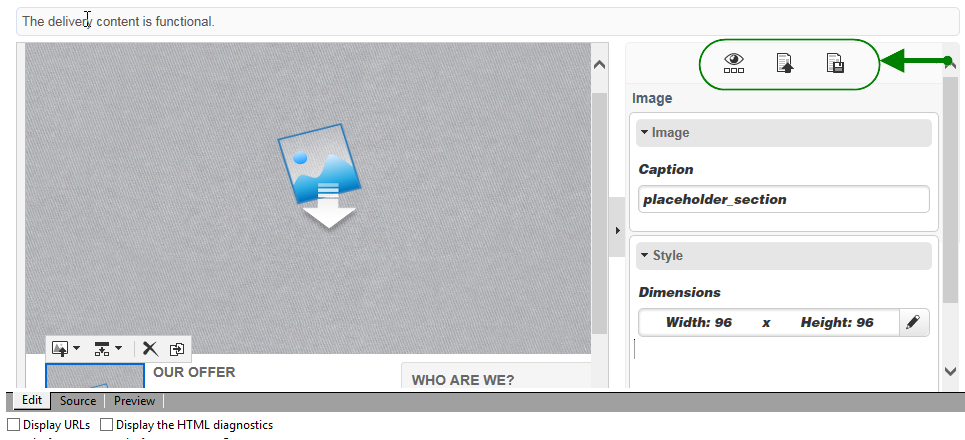 The delivery content is functional.
Image
Image
Caption
placeholder_section
Style
Dimensions
Width: 96 x Height: 96
OUR OFFER
WHO ARE WE?
Edit Source Preview
Display URLs Display the HTML diagnostics